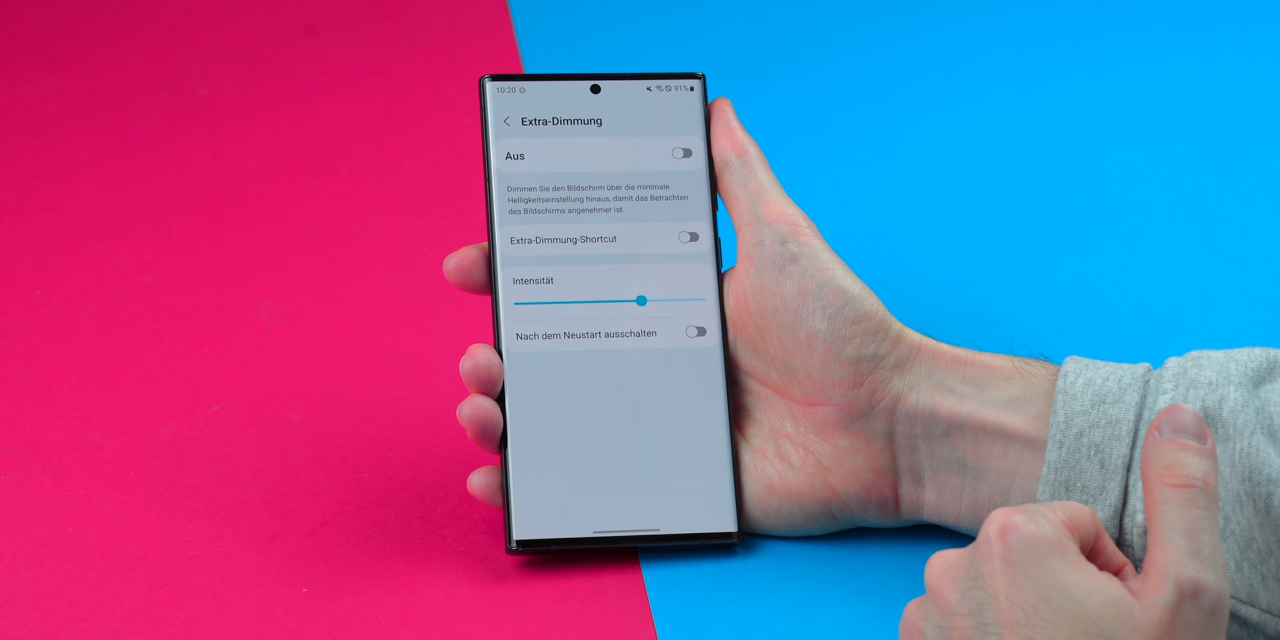 10:20
91%
Extra-Dimmung
Aus
Dimmen Sie den Bildschirm über die minimale
Helligkeitseinstellung hinaus, damit das Betrachten
des Bildschirms angenehmer ist.
Extra-Dimmung-Shortcut
Intensität
Nach dem Neustart ausschalten